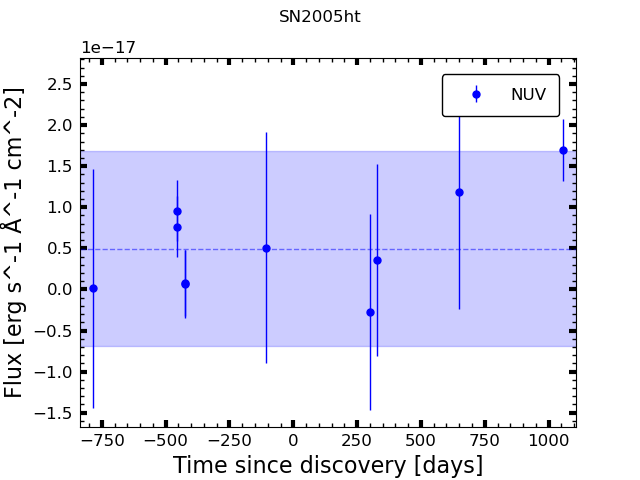 SN2005ht
1e−17
NUV
2.5
2.0
1.5
1.0
0.5
0.0
−0.5
−1.0
−1.5
Flux [erg s^-1 Å^-1 cm^-2]
−750 −500 −250 0 250 500 750 1000
Time since discovery [days]